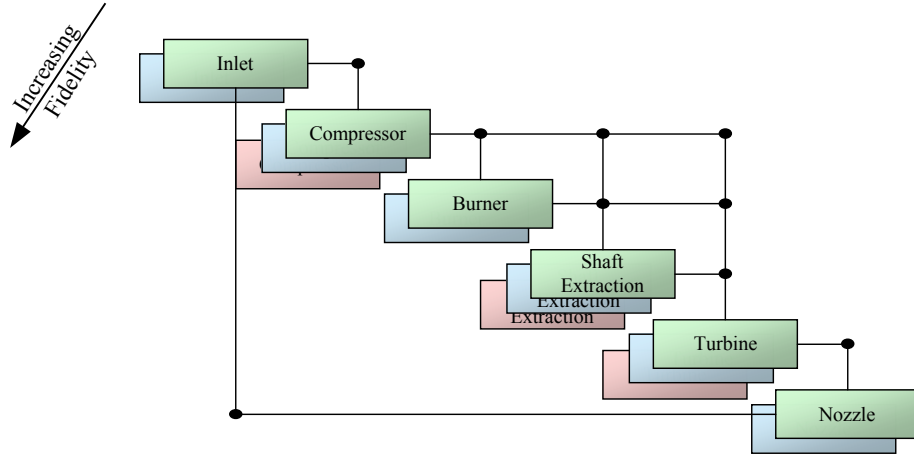 Increasing
Fidelity
Inlet
Compressor
Burner
Shaft
Extraction
Extraction
Extraction
Turbine
Nozzle